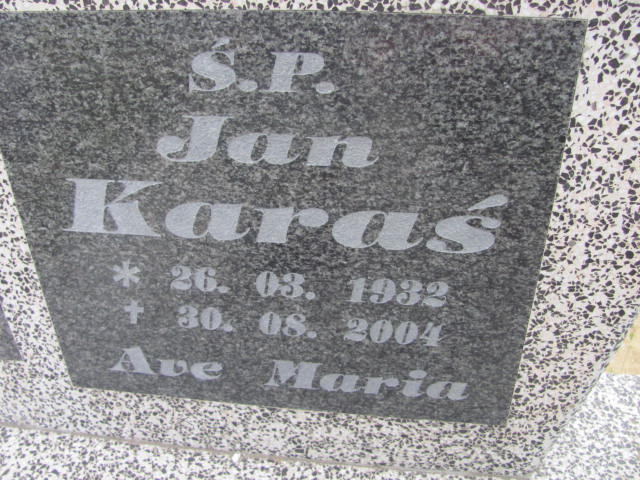 Ś.P.
Jan
Karaś
* 26. 03. 1932
† 30. 08. 2004
Ave Maria